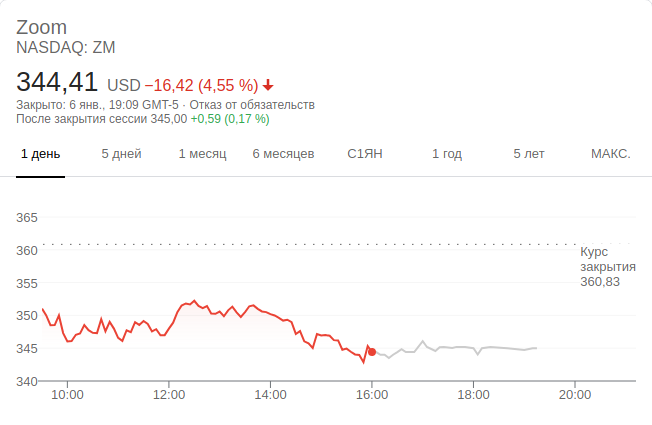 Zoom
NASDAQ: ZM
344,41 USD −16,42 (4,55 %)
Закрыто: 6 янв., 19:09 GMT-5 · Отказ от обязательств
После закрытия сессии 345,00 +0,59 (0,17 %)
1 день 5 дней 1 месяц 6 месяцев С1ЯН 1 год 5 лет МАКС.
365
360
355
350
345
340
Курс
закрытия
360,83
10:00 12:00 14:00 16:00 18:00 20:00